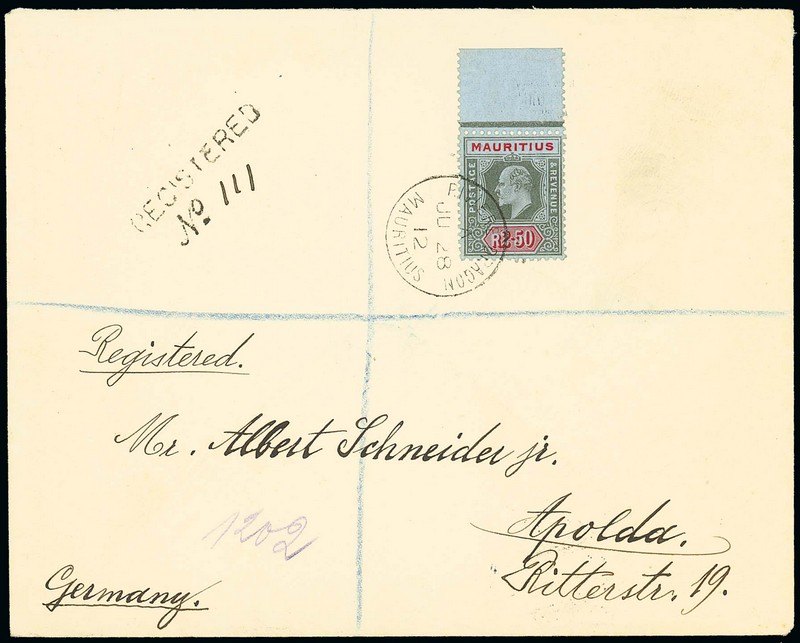 REGISTERED
No 111
MAURITIUS
POSTAGE
& REVENUE
R2·50
JU 28
12
MAURITIUS
Registered.
Mr. Albert Schneider jr.
Apolda.
Ritterstr. 19.
1202
Germany.